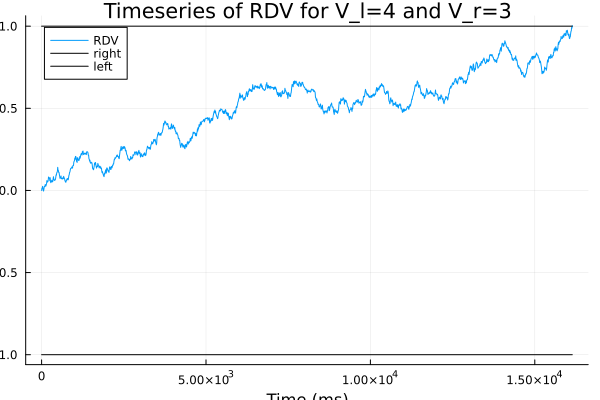 Timeseries of RDV for V_l=4 and V_r=3
RDV
right
left
1.0
0.5
0.0
0.5
1.0
0
5.00×10³
1.00×10⁴
1.50×10⁴
Time (ms)